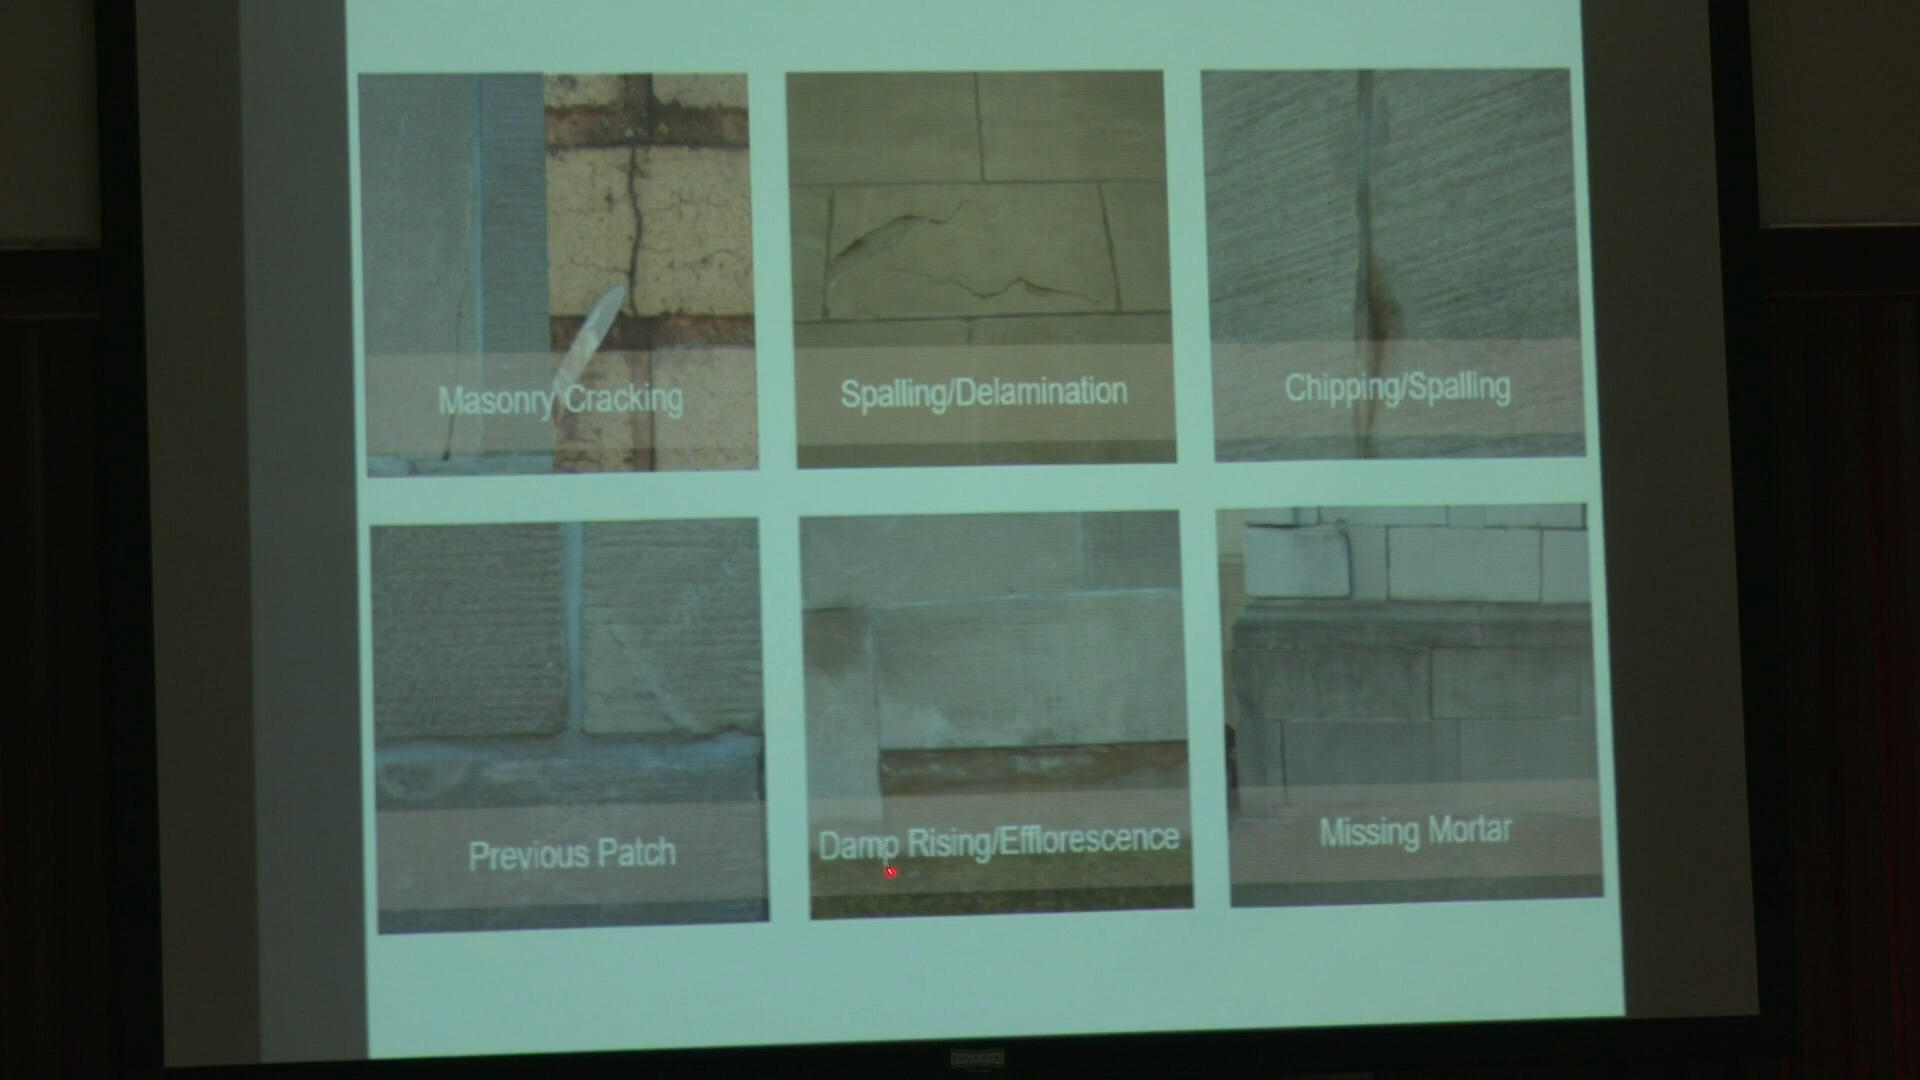 Masonry Cracking
Spalling/Delamination
Chipping/Spalling
Previous Patch
Damp Rising/Efflorescence
Missing Mortar